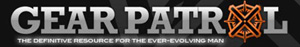 GEAR PATROL
THE DEFINITIVE RESOURCE FOR THE EVER-EVOLVING MAN